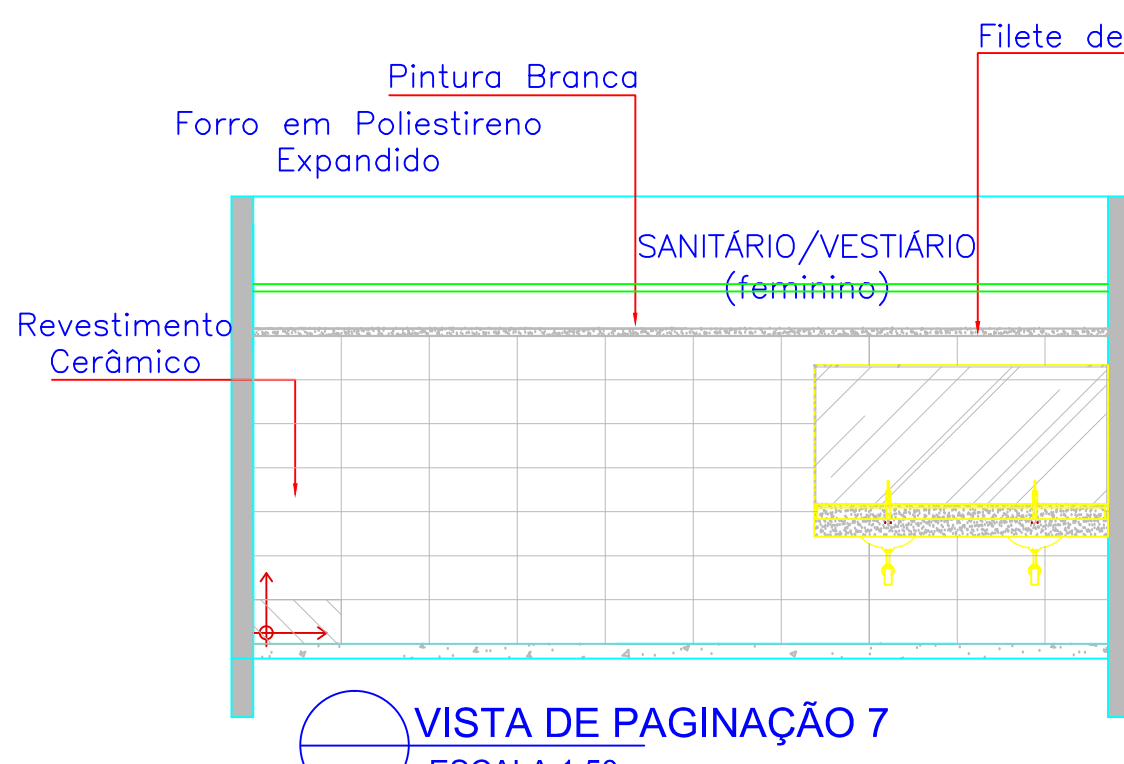 Filete de
Pintura Branca
Forro em Poliestireno
Expandido
SANITÁRIO/VESTIÁRIO
(feminino)
Revestimento
Cerâmico
VISTA DE PAGINAÇÃO 7